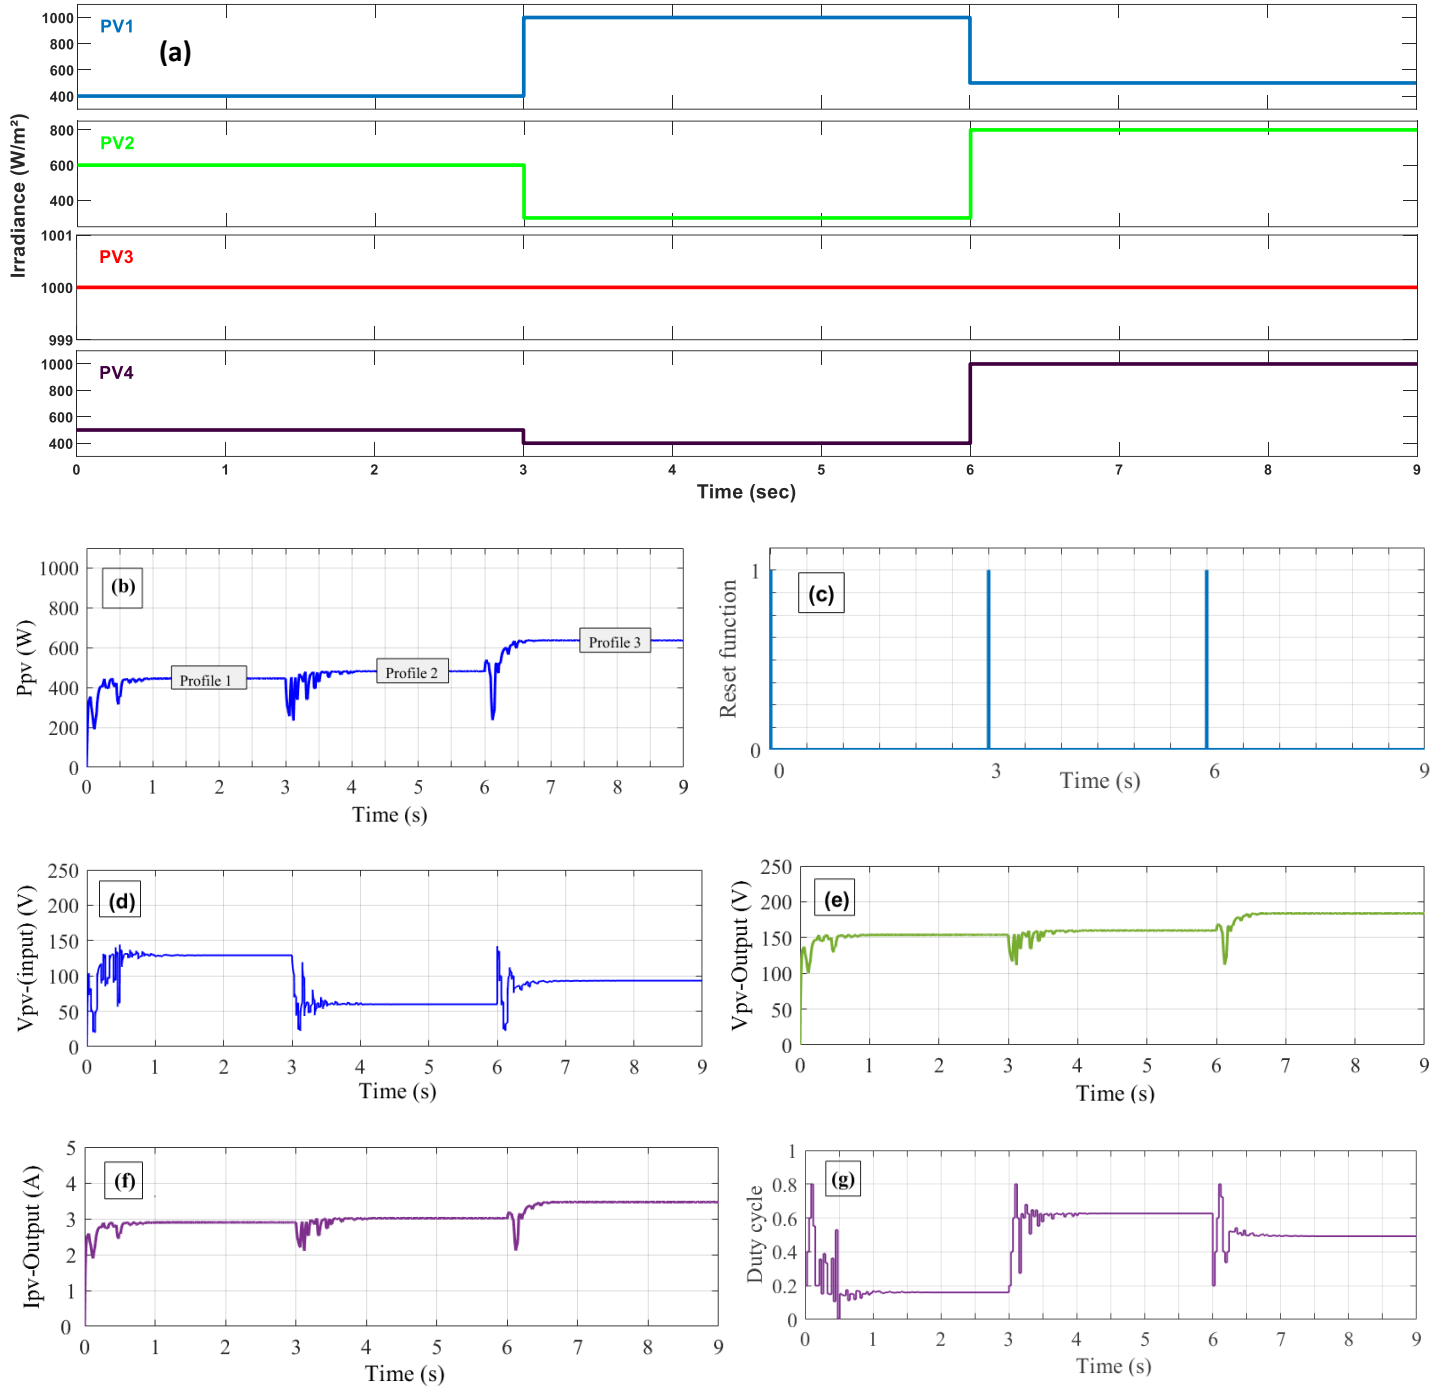 1000
800
600
400
PV1
(a)
800
600
400
PV2
Irradiance (W/m²)
1001
1000
999
PV3
1000
800
600
400
PV4
0 1 2 3 4 5 6 7 8 9
Time (sec)
1000
800
600
400
200
0
Ppv (W)
(b)
Profile 1
Profile 2
Profile 3
0 1 2 3 4 5 6 7 8 9
Time (s)
1
0
Reset function
(c)
0 3 6 9
Time (s)
250
200
150
100
50
0
Vpv-(input) (V)
(d)
0 1 2 3 4 5 6 7 8 9
Time (s)
250
200
150
100
50
0
Vpv-Output (V)
(e)
0 1 2 3 4 5 6 7 8 9
Time (s)
5
4
3
2
1
0
Ipv-Output (A)
(f)
0 1 2 3 4 5 6 7 8 9
Time (s)
1
0.8
0.6
0.4
0.2
0
Duty cycle
(g)
0 1 2 3 4 5 6 7 8 9
Time (s)